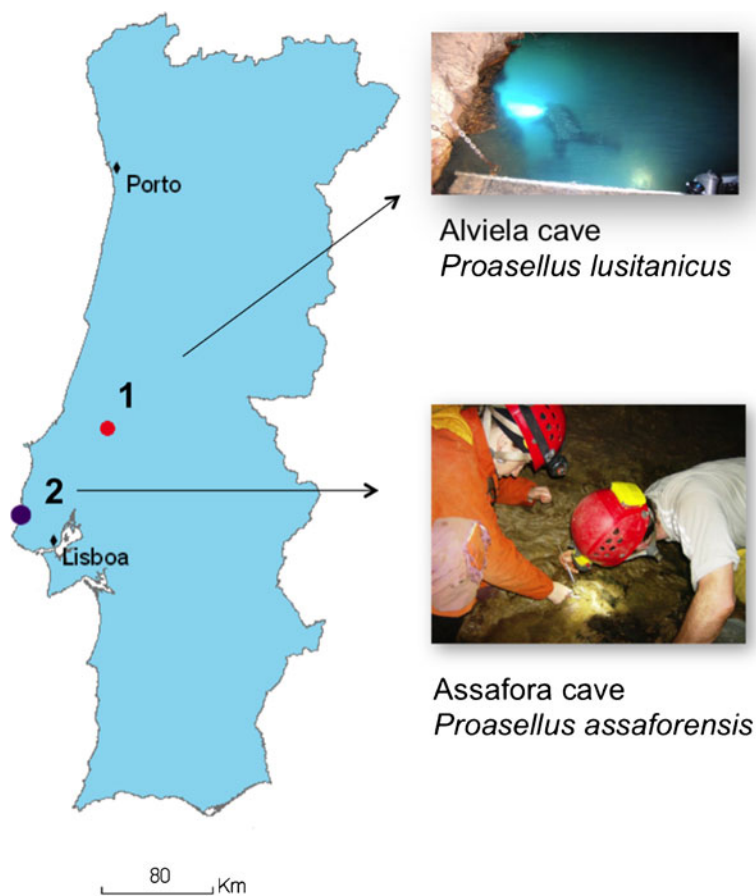 Porto
Alviela cave
Proasellus lusitanicus
1
2
Lisboa
Assafora cave
Proasellus assaforensis
80
Km